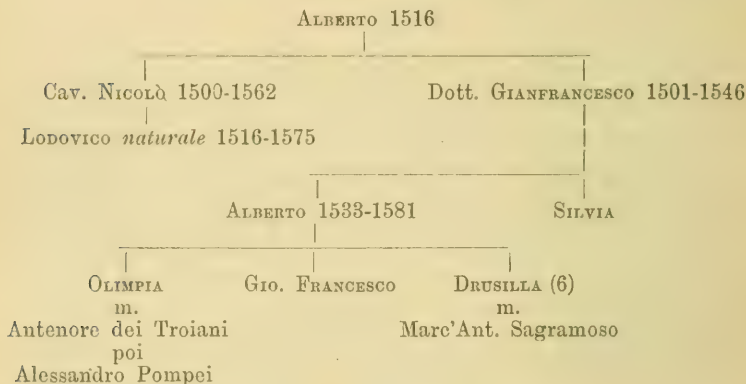 Alberto 1516
Cav. Nicolò 1500-1562 Dott. Gianfrancesco 1501-1546
Lodovico naturale 1516-1575
Alberto 1533-1581 Silvia
Olimpia Gio. Francesco Drusilla (6)
m. m.
Antenore dei Troiani Marc'Ant. Sagramoso
poi
Alessandro Pompei